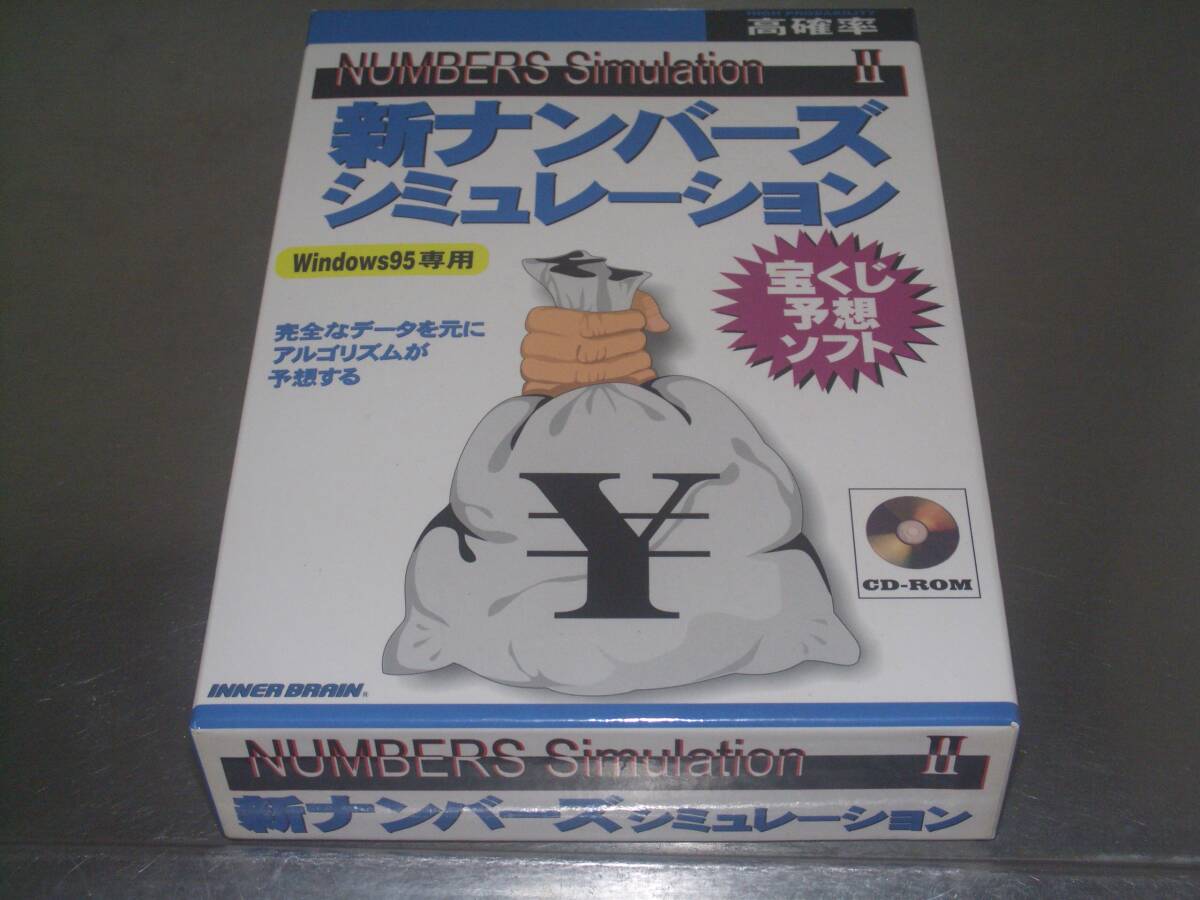 HIGH PROBABILITY
高確率
NUMBERS Simulation II
新ナンバーズ
シミュレーション
Windows95専用
宝くじ
予想
ソフト
完全なデータを元に
アルゴリズムが
予想する
¥
CD-ROM
INNER BRAIN®
NUMBERS Simulation II
新ナンバーズシミュレーション